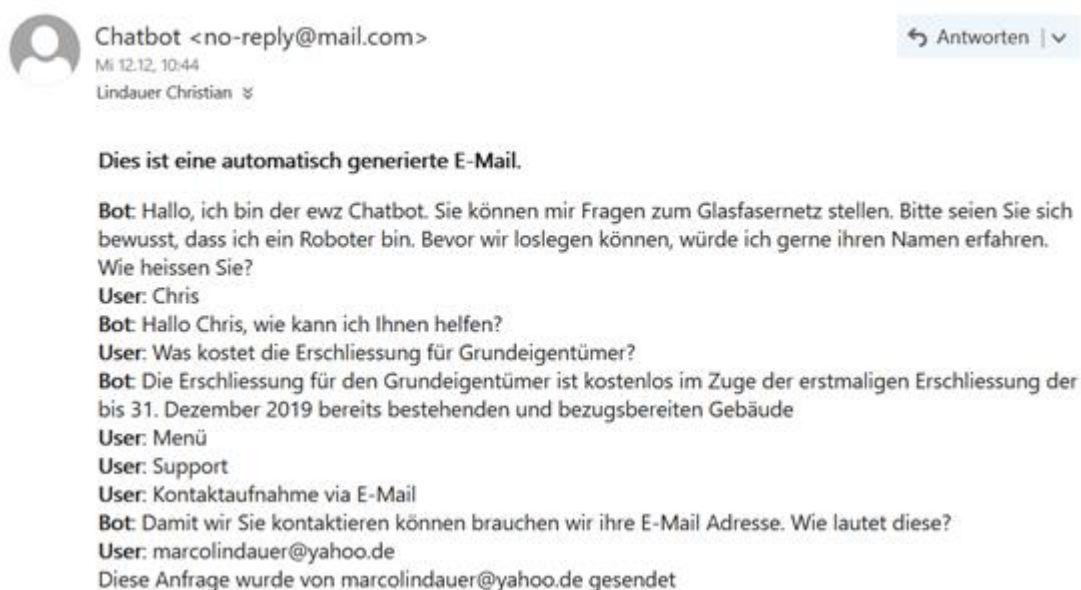 Chatbot <no-reply@mail.com>
Antworten
Mi 12.12, 10:44
Lindauer Christian
Dies ist eine automatisch generierte E-Mail.
Bot: Hallo, ich bin der ewz Chatbot. Sie können mir Fragen zum Glasfasernetz stellen. Bitte seien Sie sich
bewusst, dass ich ein Roboter bin. Bevor wir loslegen können, würde ich gerne ihren Namen erfahren.
Wie heissen Sie?
User: Chris
Bot: Hallo Chris, wie kann ich Ihnen helfen?
User: Was kostet die Erschliessung für Grundeigentümer?
Bot: Die Erschliessung für den Grundeigentümer ist kostenlos im Zuge der erstmaligen Erschliessung der
bis 31. Dezember 2019 bereits bestehenden und bezugsbereiten Gebäude
User: Menü
User: Support
User: Kontaktaufnahme via E-Mail
Bot: Damit wir Sie kontaktieren können brauchen wir ihre E-Mail Adresse. Wie lautet diese?
User: marcolindauer@yahoo.de
Diese Anfrage wurde von marcolindauer@yahoo.de gesendet